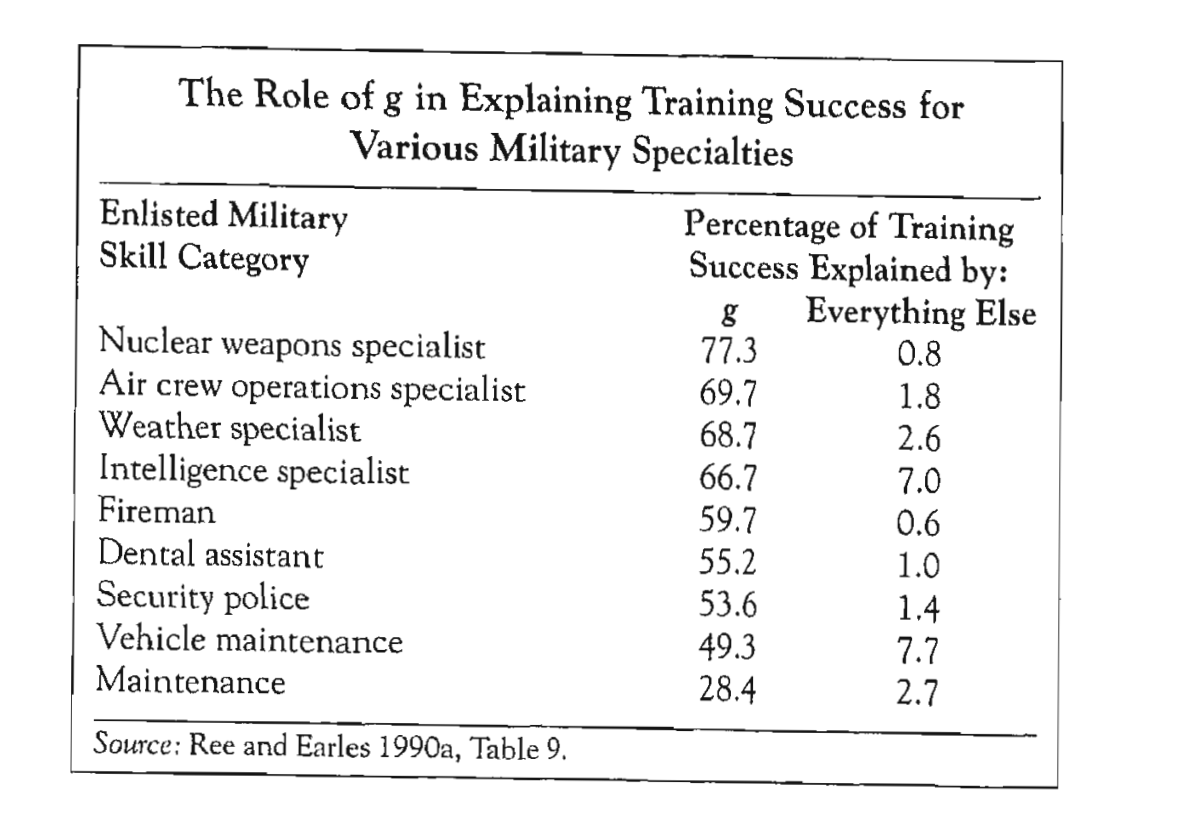 The Role of g in Explaining Training Success for
Various Military Specialties
Enlisted Military Percentage of Training
Skill Category Success Explained by:
g Everything Else
Nuclear weapons specialist 77.3 0.8
Air crew operations specialist 69.7 1.8
Weather specialist 68.7 2.6
Intelligence specialist 66.7 7.0
Fireman 59.7 0.6
Dental assistant 55.2 1.0
Security police 53.6 1.4
Vehicle maintenance 49.3 7.7
Maintenance 28.4 2.7
Source: Ree and Earles 1990a, Table 9.